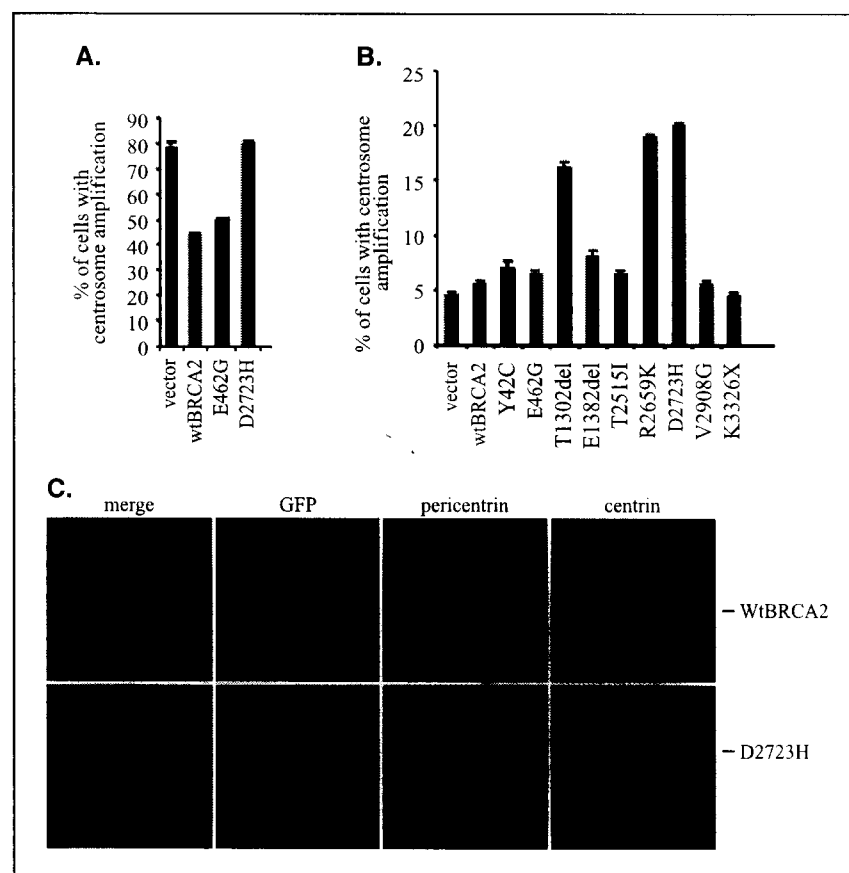 A.
% of cells with
centrosome amplification
90
80
70
60
50
40
30
20
10
0
vector
wtBRCA2
E462G
D2723H
B.
% of cells with centrosome
amplification
25
20
15
10
5
0
vector
wtBRCA2
Y42C
E462G
T1302del
E1382del
T2515I
R2659K
D2723H
V2908G
K3326X
C.
merge GFP pericentrin centrin
– WtBRCA2
– D2723H